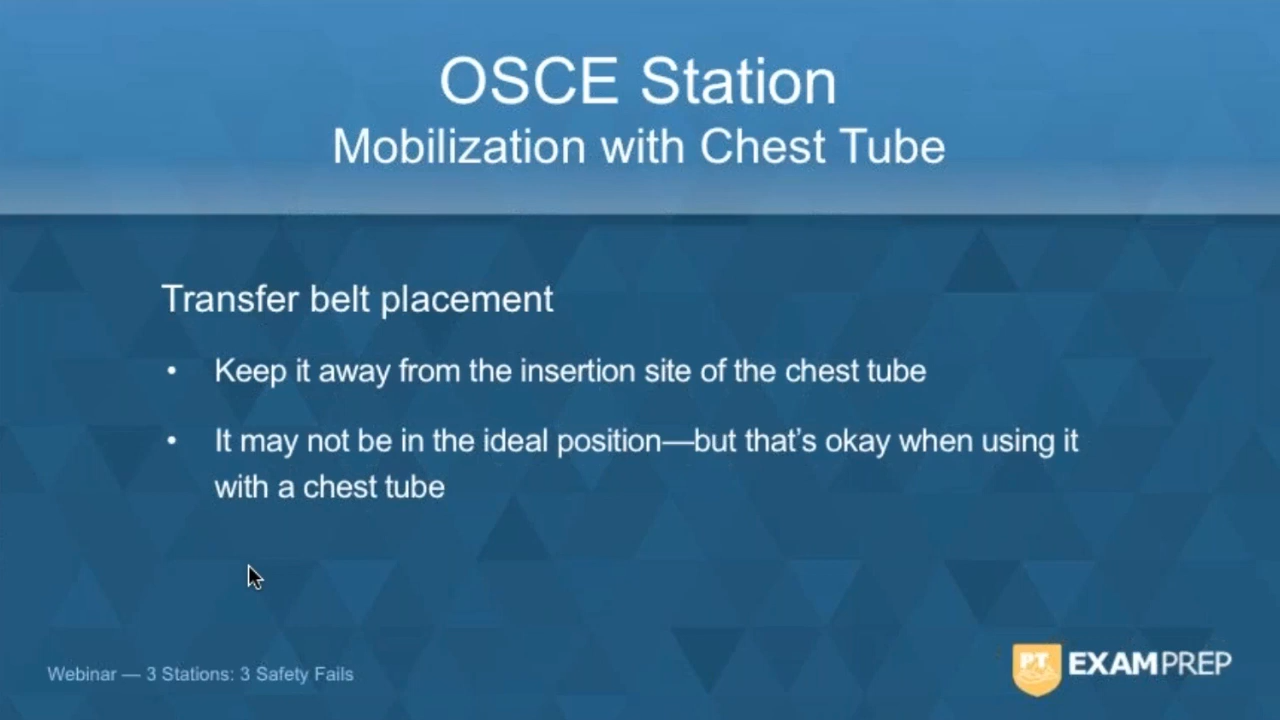 OSCE Station
Mobilization with Chest Tube
Transfer belt placement
• Keep it away from the insertion site of the chest tube
• It may not be in the ideal position—but that’s okay when using it
with a chest tube
Webinar — 3 Stations: 3 Safety Fails
PT EXAMPREP